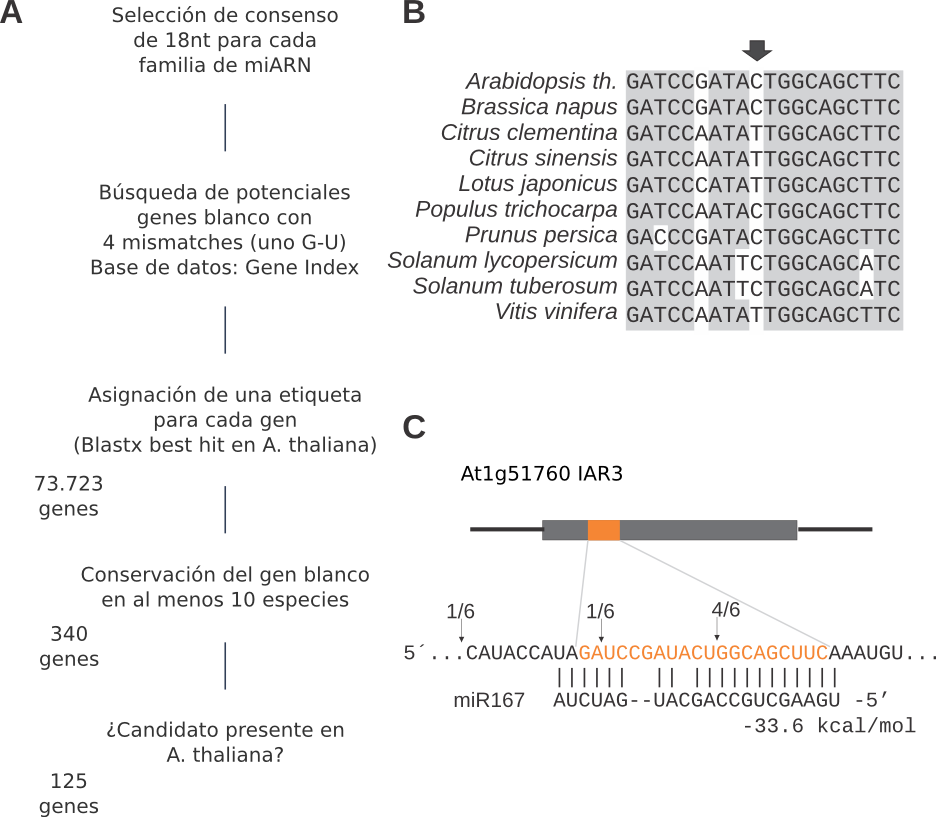 A
Selección de consenso
de 18nt para cada
familia de miARN
Búsqueda de potenciales
genes blanco con
4 mismatches (uno G-U)
Base de datos: Gene Index
Asignación de una etiqueta
para cada gen
(Blastx best hit en A. thaliana)
73.723
genes
Conservación del gen blanco
en al menos 10 especies
340
genes
¿Candidato presente en
A. thaliana?
125
genes
B
Arabidopsis th. GATCCGATACTGGCAGCTTC
Brassica napus GATCCGATACTGGCAGCTTC
Citrus clementina GATCCAATATTGGCAGCTTC
Citrus sinensis GATCCAATATTGGCAGCTTC
Lotus japonicus GATCCAATATTGGCAGCTTC
Populus trichocarpa GATCCAATACTGGCAGCTTC
Prunus persica GACCCGATACTGGCAGCTTC
Solanum lycopersicum GATCCAATTCTGGCAGCATC
Solanum tuberosum GATCCAATTCTGGCAGCATC
Vitis vinifera GATCCAATATTGGCAGCTTC
C
At1g51760 IAR3
1/6 1/6 4/6
5´...CAUACCAUAGAUCCGAUACUGGCAGCUUCAAAUGU...
miR167 AUCUAG--UACGACCGUCGAAGU -5’
-33.6 kcal/mol